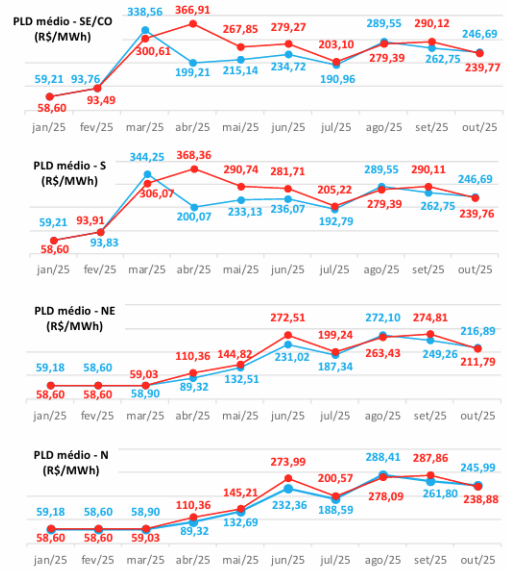 PLD médio - SE/CO
(R$/MWh)
338,56 366,91 267,85 279,27 203,10 289,55 290,12 246,69
59,21 93,76 300,61 199,21 215,14 234,72 190,96 279,39 262,75 239,77
58,60 93,49
jan/25 fev/25 mar/25 abr/25 mai/25 jun/25 jul/25 ago/25 set/25 out/25
PLD médio - S
(R$/MWh)
344,25 368,36 290,74 281,71 205,22 289,55 290,11 246,69
59,21 93,91 306,07 200,07 233,13 236,07 192,79 279,39 262,75 239,76
58,60 93,83
jan/25 fev/25 mar/25 abr/25 mai/25 jun/25 jul/25 ago/25 set/25 out/25
PLD médio - NE
(R$/MWh)
272,51 199,24 272,10 274,81 216,89
59,18 58,60 59,03 110,36 144,82 231,02 187,34 263,43 249,26 211,79
58,60 58,60 58,90 89,32 132,51
jan/25 fev/25 mar/25 abr/25 mai/25 jun/25 jul/25 ago/25 set/25 out/25
PLD médio - N
(R$/MWh)
273,99 200,57 288,41 287,86 245,99
59,18 58,60 58,90 110,36 145,21 232,36 188,59 278,09 261,80 238,88
58,60 58,60 59,03 89,32 132,69
jan/25 fev/25 mar/25 abr/25 mai/25 jun/25 jul/25 ago/25 set/25 out/25